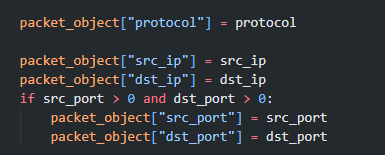 packet_object["protocol"] = protocol

packet_object["src_ip"] = src_ip
packet_object["dst_ip"] = dst_ip
if src_port > 0 and dst_port > 0:
    packet_object["src_port"] = src_port
    packet_object["dst_port"] = dst_port